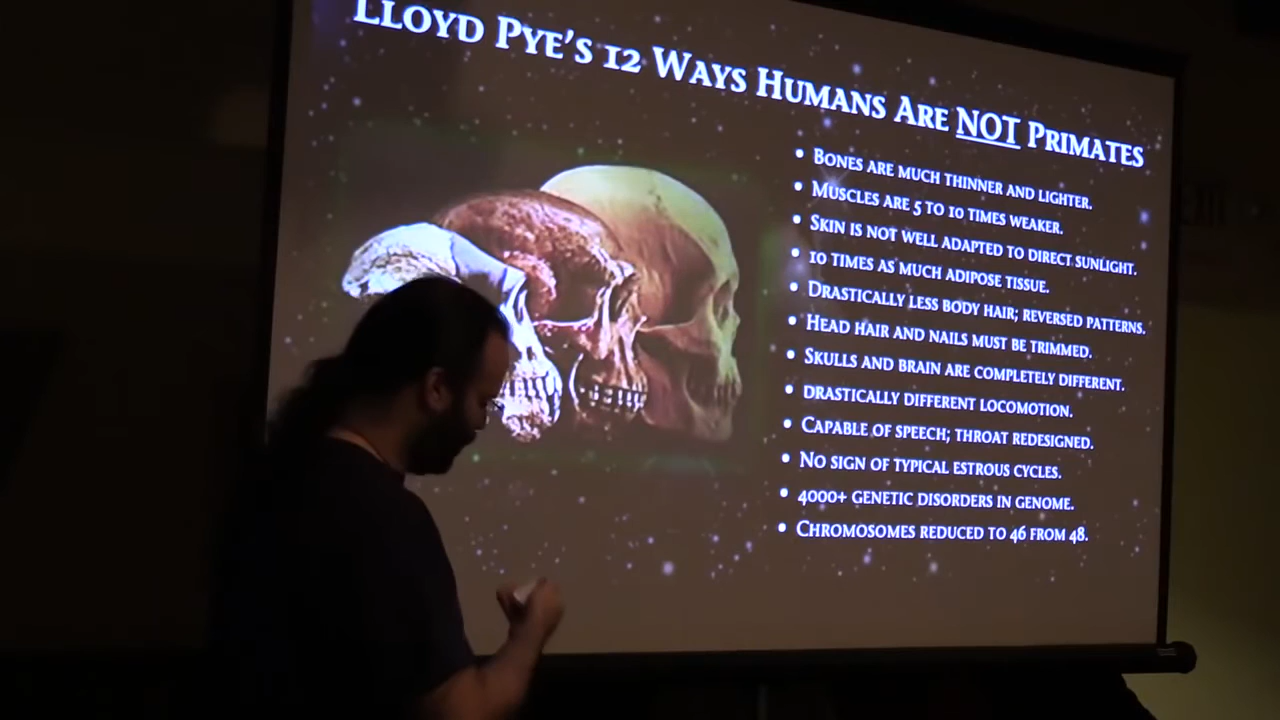 Lloyd Pye's 12 Ways Humans Are NOT Primates
• Bones are much thinner and lighter.
• Muscles are 5 to 10 times weaker.
• Skin is not well adapted to direct sunlight.
• 10 times as much adipose tissue.
• Drastically less body hair; reversed patterns.
• Head hair and nails must be trimmed.
• Skulls and brain are completely different.
• drastically different locomotion.
• Capable of speech; throat redesigned.
• No sign of typical estrous cycles.
• 4000+ genetic disorders in genome.
• Chromosomes reduced to 46 from 48.